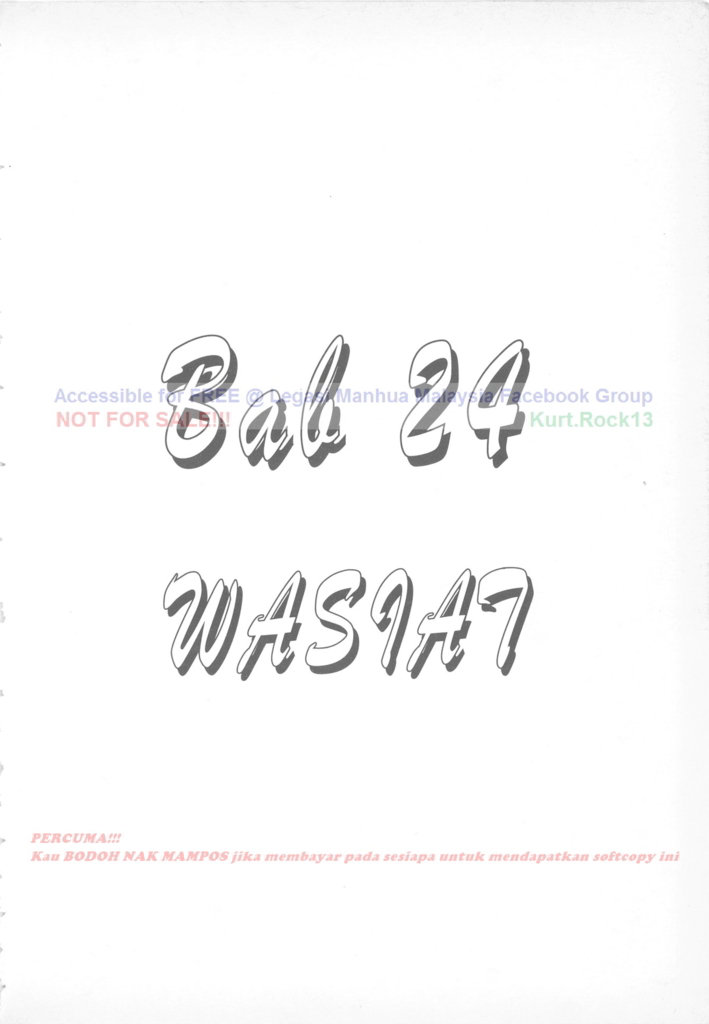 Bab 24
Accessible for FREE @ Legasi Manhua Malaysia Facebook Group
NOT FOR SALE!!! Kurt.Rock13
WASIAT
PERCUMA!!!
Kau BODOH NAK MAMPOS jika membayar pada sesiapa untuk mendapatkan softcopy ini